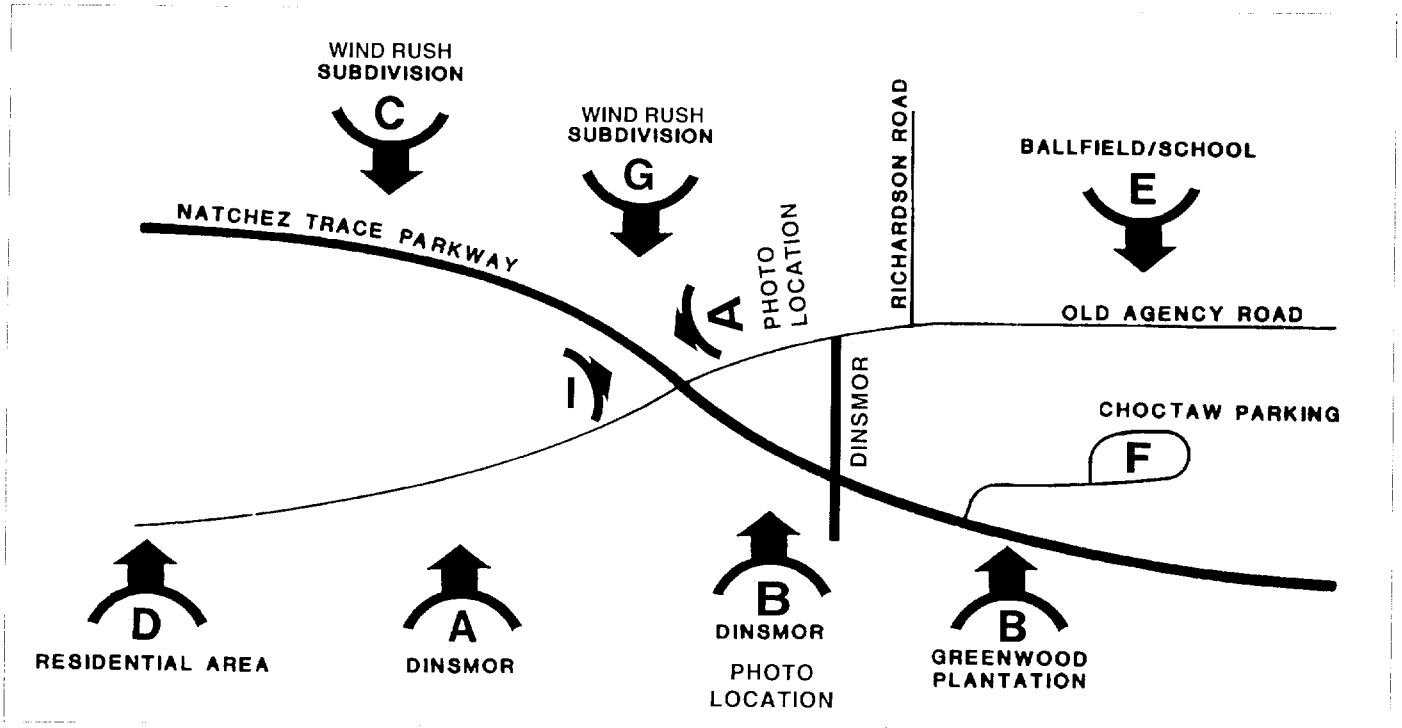 WIND RUSH
SUBDIVISION
C
WIND RUSH
SUBDIVISION
G
RICHARDSON ROAD
BALLFIELD/SCHOOL
E
NATCHEZ TRACE PARKWAY
A
PHOTO
LOCATION
OLD AGENCY ROAD
I
DINSMOR
CHOCTAW PARKING
F
D
RESIDENTIAL AREA
A
DINSMOR
B
DINSMOR
PHOTO
LOCATION
B
GREENWOOD
PLANTATION